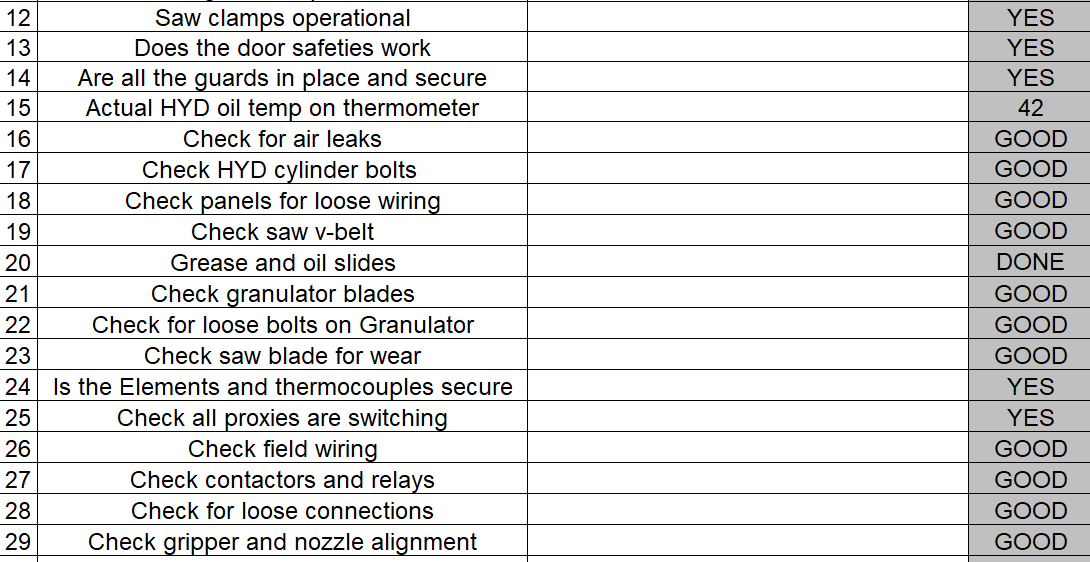 12 Saw clamps operational YES
13 Does the door safeties work YES
14 Are all the guards in place and secure YES
15 Actual HYD oil temp on thermometer 42
16 Check for air leaks GOOD
17 Check HYD cylinder bolts GOOD
18 Check panels for loose wiring GOOD
19 Check saw v-belt GOOD
20 Grease and oil slides DONE
21 Check granulator blades GOOD
22 Check for loose bolts on Granulator GOOD
23 Check saw blade for wear GOOD
24 Is the Elements and thermocouples secure YES
25 Check all proxies are switching YES
26 Check field wiring GOOD
27 Check contactors and relays GOOD
28 Check for loose connections GOOD
29 Check gripper and nozzle alignment GOOD